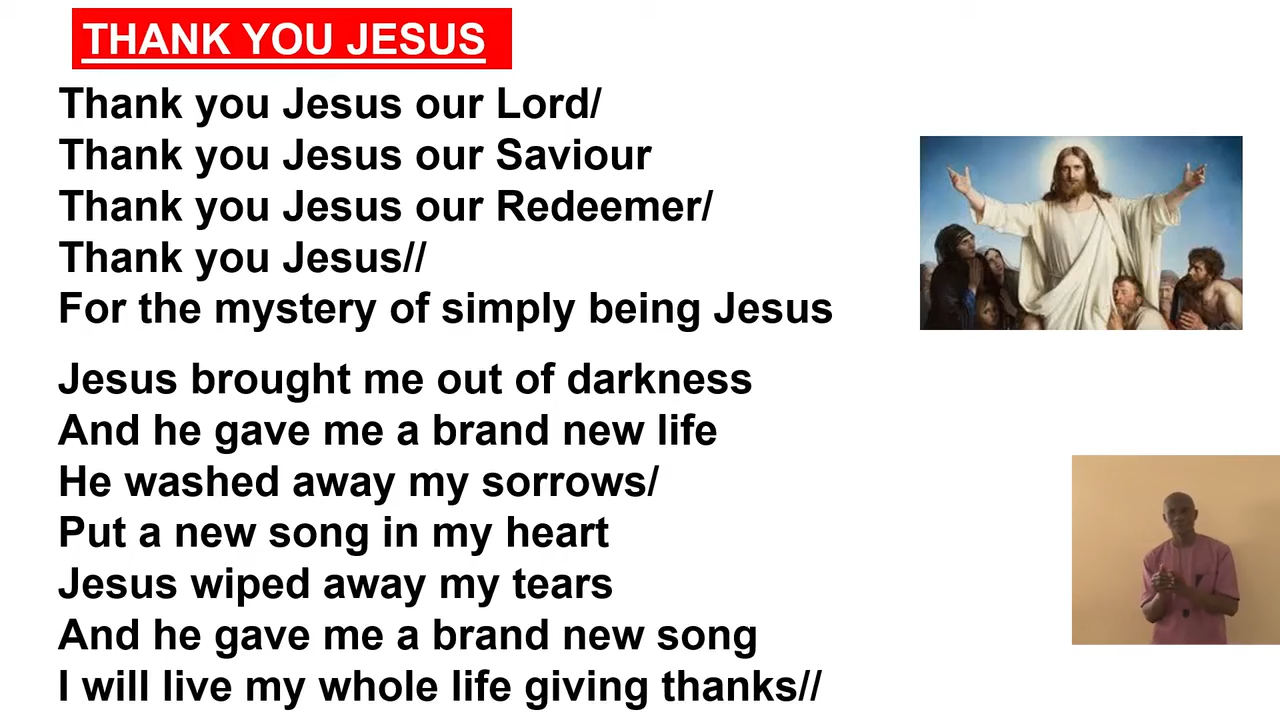 THANK YOU JESUS
Thank you Jesus our Lord/
Thank you Jesus our Saviour
Thank you Jesus our Redeemer/
Thank you Jesus//
For the mystery of simply being Jesus
Jesus brought me out of darkness
And he gave me a brand new life
He washed away my sorrows/
Put a new song in my heart
Jesus wiped away my tears
And he gave me a brand new song
I will live my whole life giving thanks//